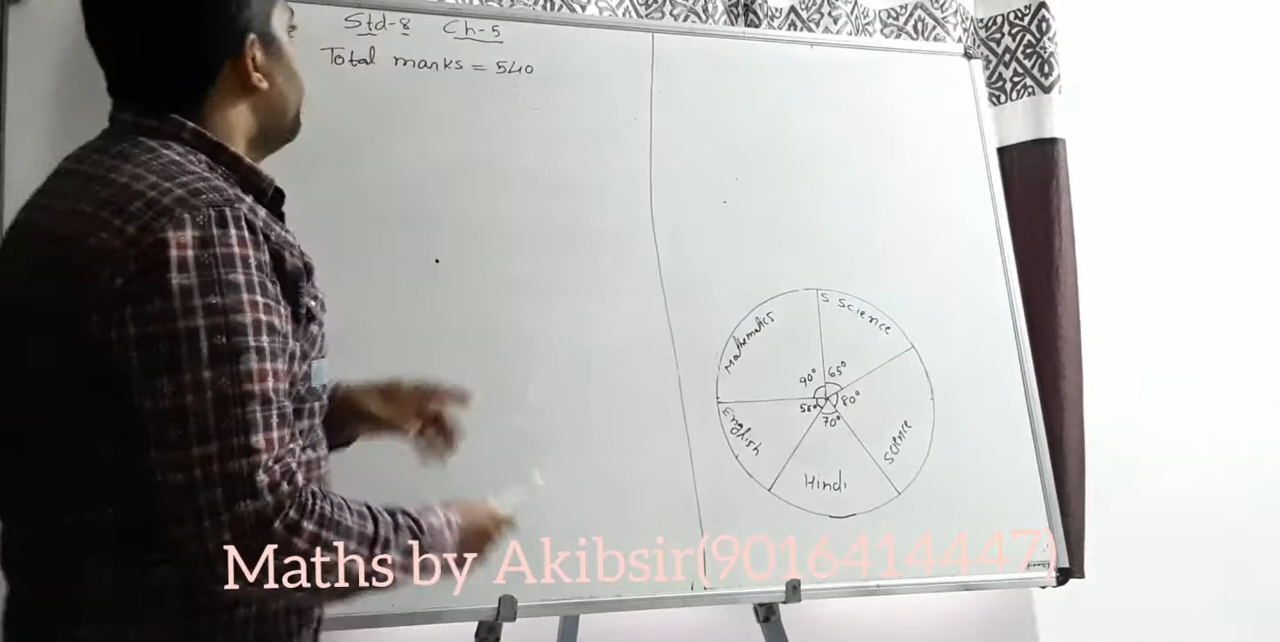 Std-8 Ch-5
Total marks = 540
Mathematics
S Science
90° 65°
55° 80°
70°
English
Science
Hindi
Maths by Akibsir(9016414447)